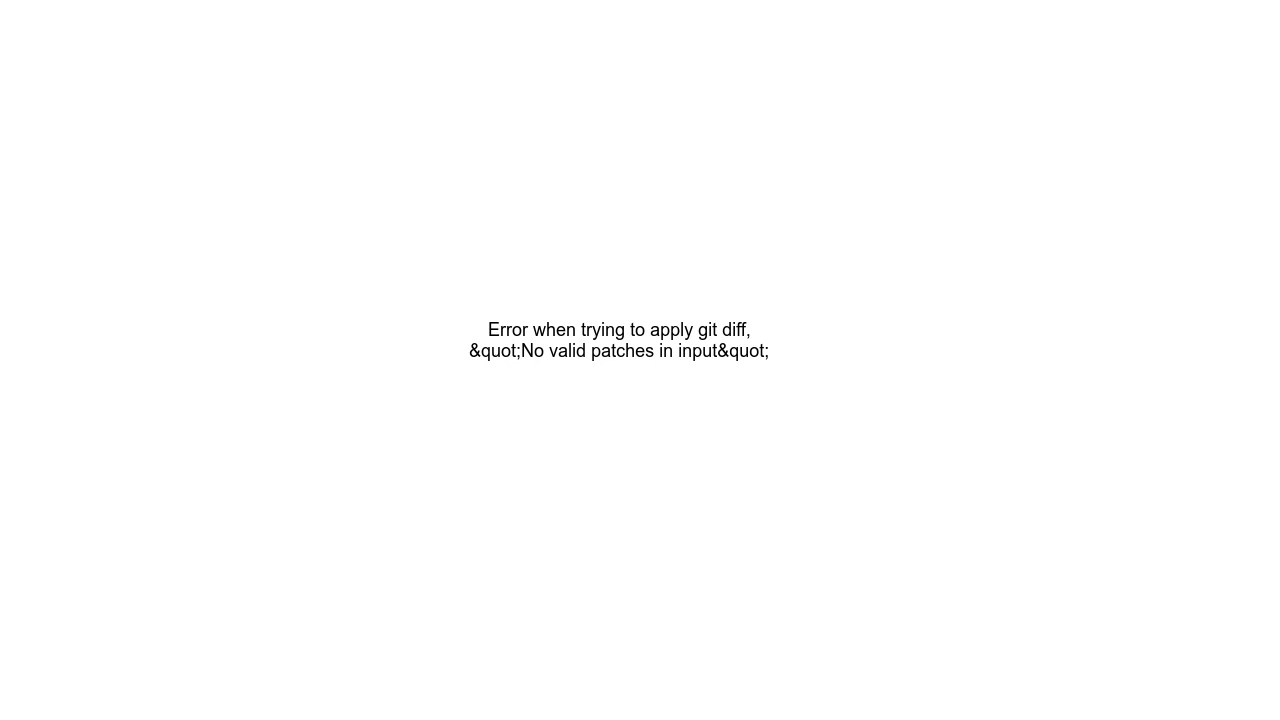 Error when trying to apply git diff,
&quot;No valid patches in input&quot;